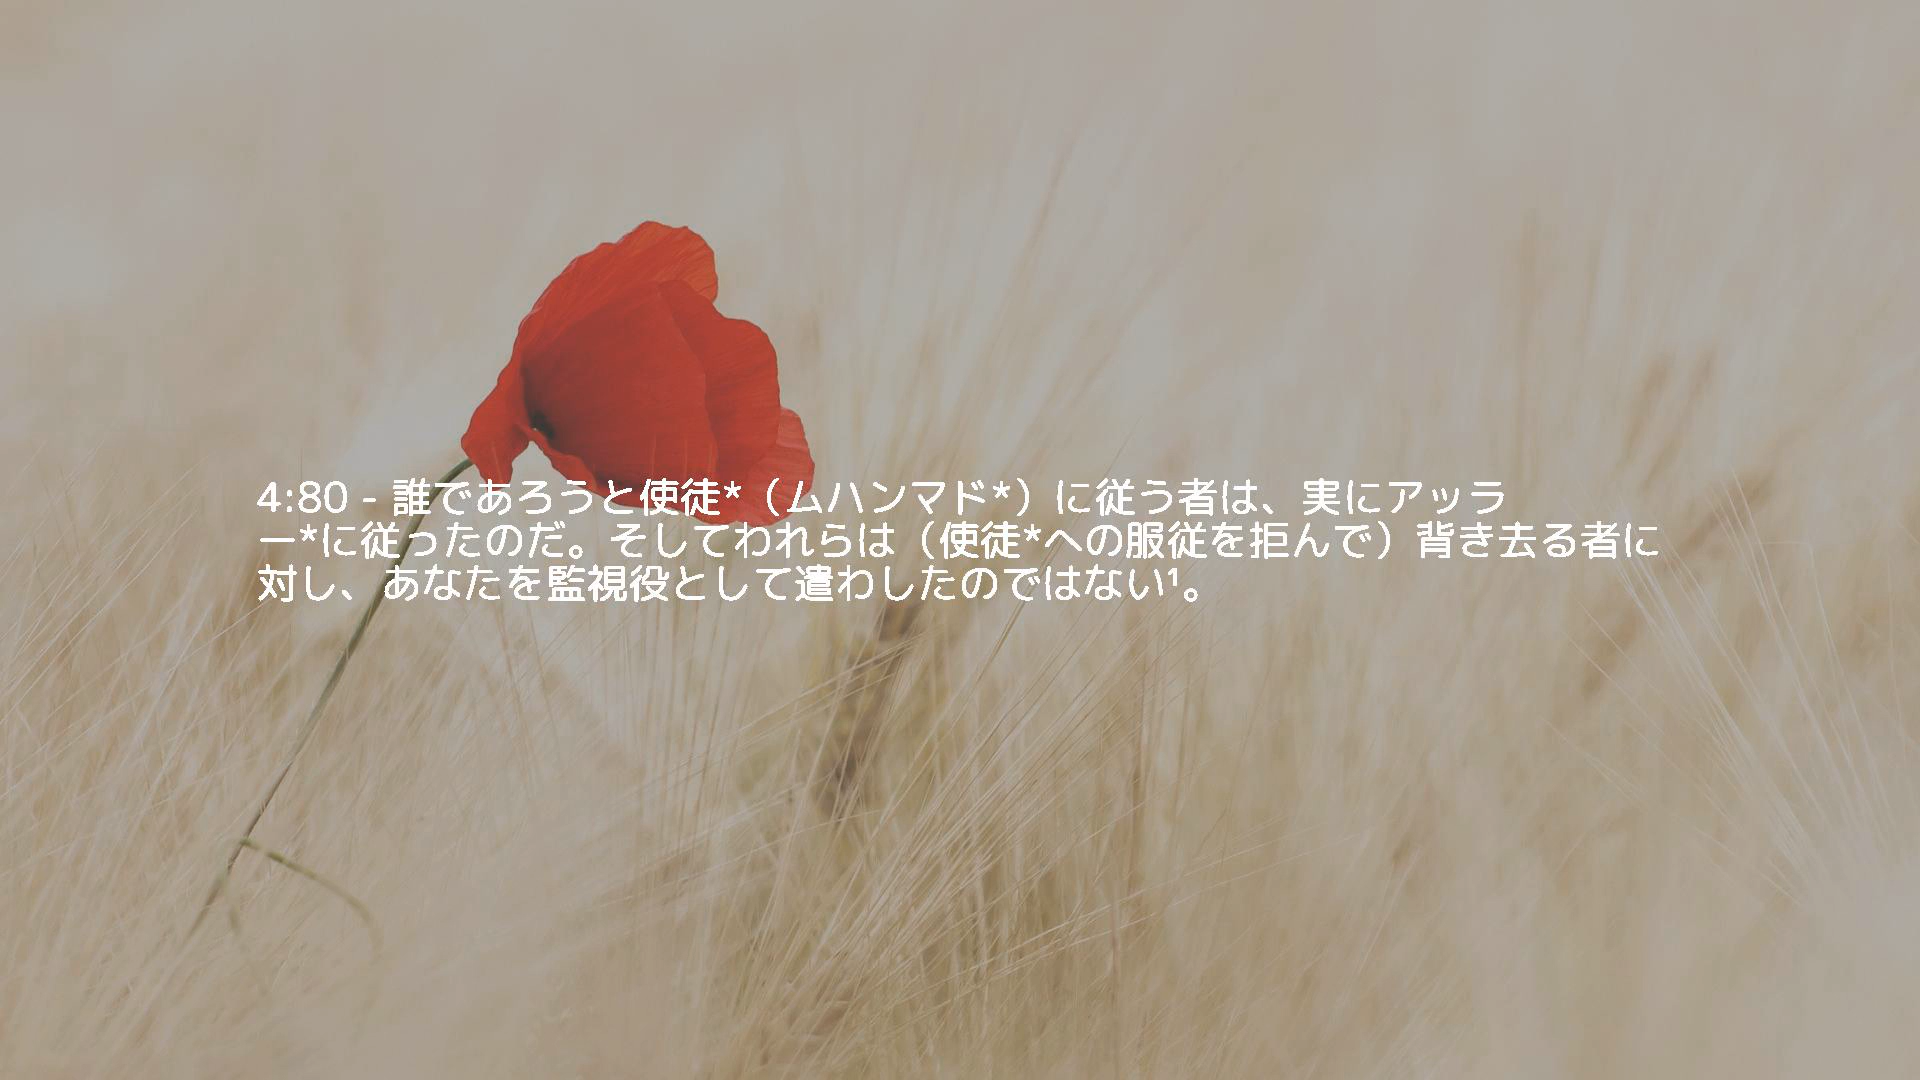 4:80 - 誰であろうと使徒*（ムハンマド*）に従う者は、実にアッラ
ー*に従ったのだ。そしてわれらは（使徒*への服従を拒んで）背き去る者に
対し、あなたを監視役として遣わしたのではない¹。